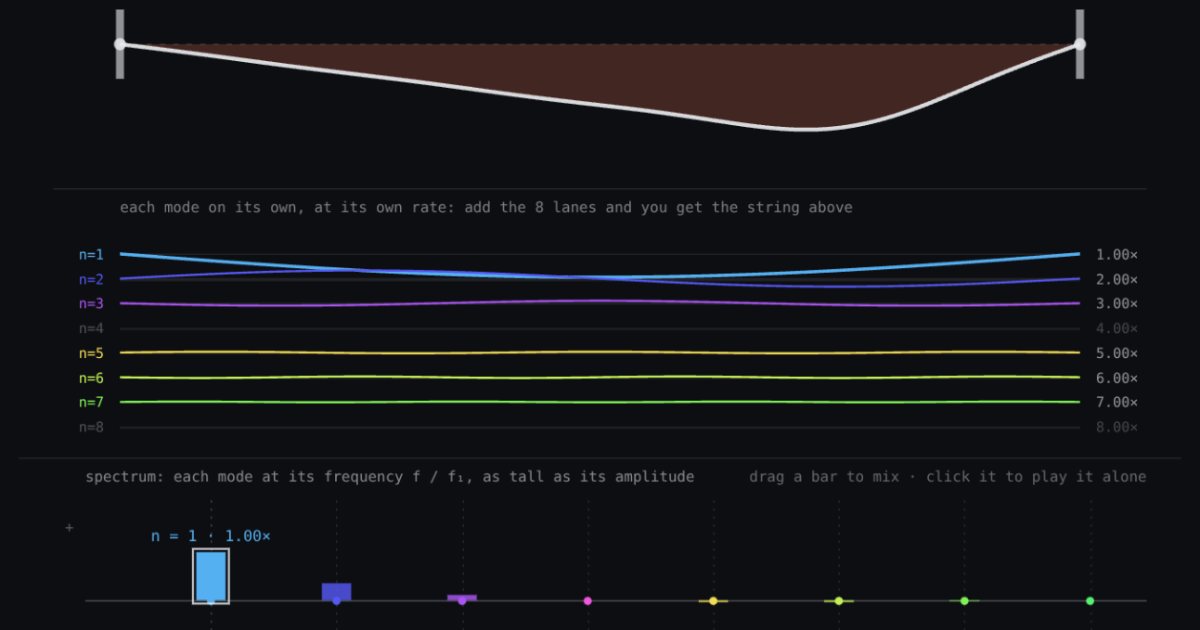 each mode on its own, at its own rate: add the 8 lanes and you get the string above
n=1 1.00×
n=2 2.00×
n=3 3.00×
n=4 4.00×
n=5 5.00×
n=6 6.00×
n=7 7.00×
n=8 8.00×
spectrum: each mode at its frequency f / f₁, as tall as its amplitude drag a bar to mix · click it to play it alone
+
n = 1 · 1.00×